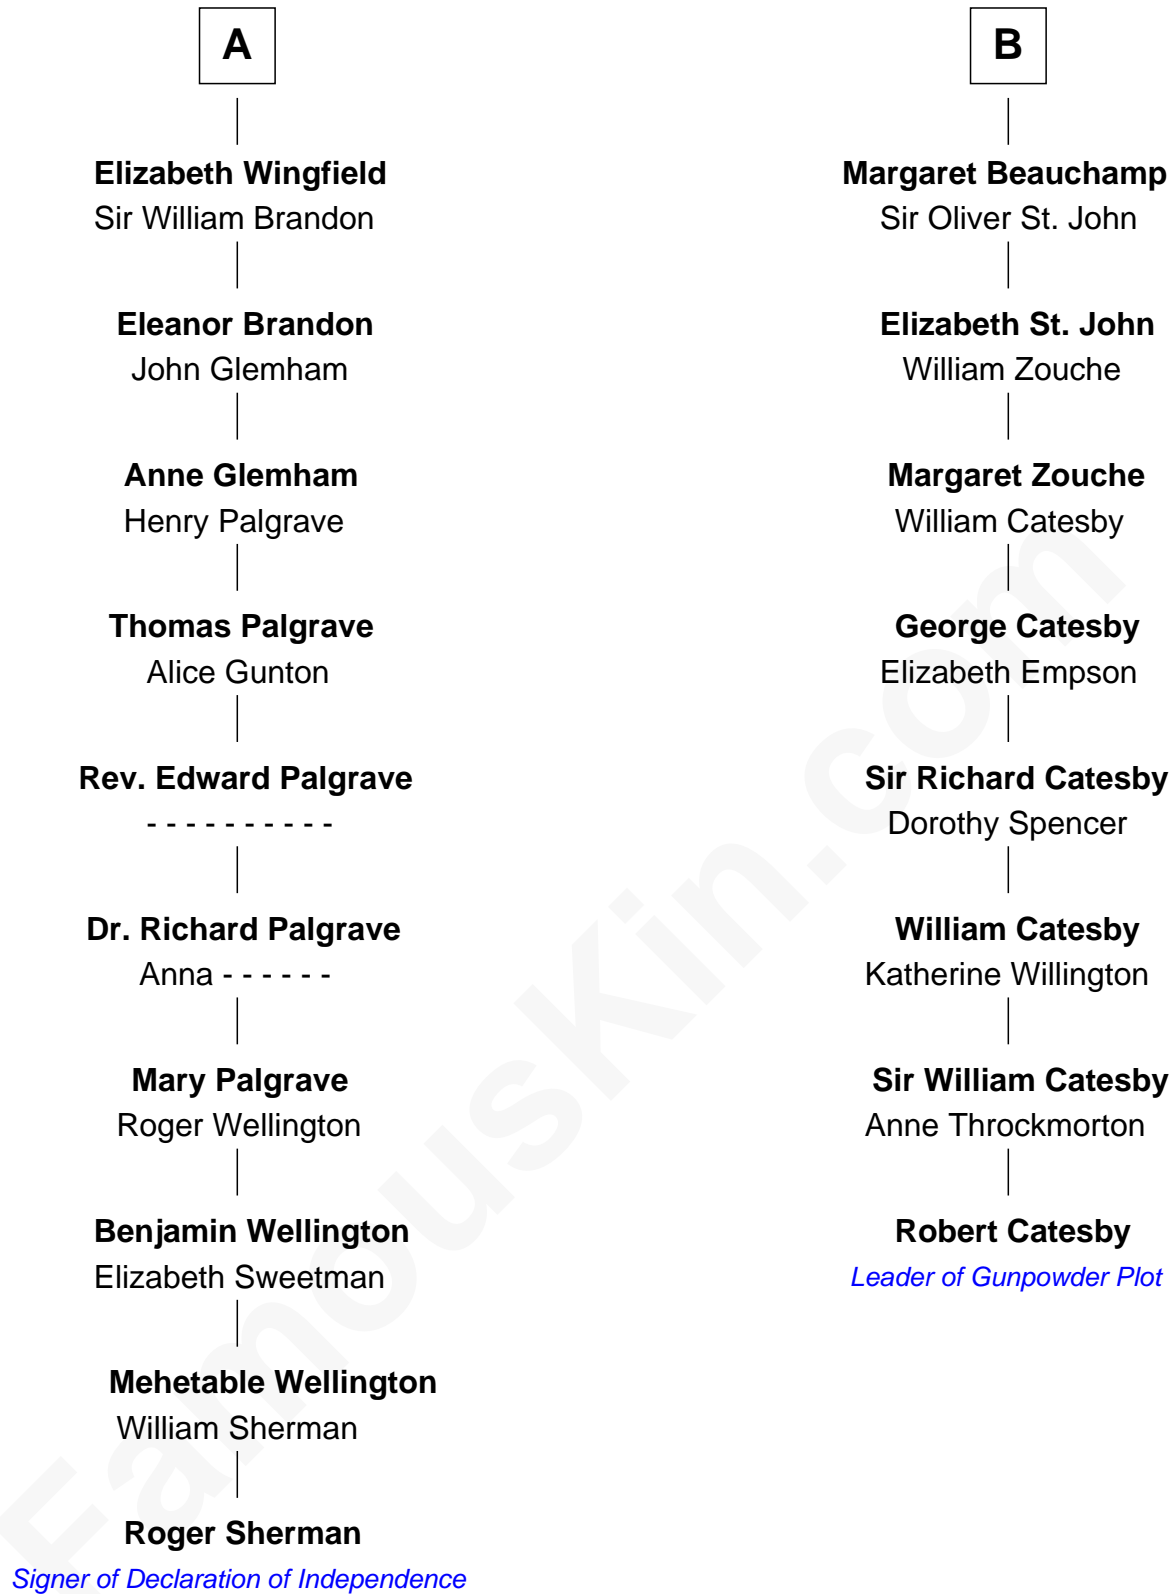 A
Elizabeth Wingfield
Sir William Brandon
Eleanor Brandon
John Glemham
Anne Glemham
Henry Palgrave
Thomas Palgrave
Alice Gunton
Rev. Edward Palgrave
- - - - - - - - - -
Dr. Richard Palgrave
Anna - - - - - -
Mary Palgrave
Roger Wellington
Benjamin Wellington
Elizabeth Sweetman
Mehetable Wellington
William Sherman
Roger Sherman
Signer of Declaration of Independence
B
Margaret Beauchamp
Sir Oliver St. John
Elizabeth St. John
William Zouche
Margaret Zouche
William Catesby
George Catesby
Elizabeth Empson
Sir Richard Catesby
Dorothy Spencer
William Catesby
Katherine Willington
Sir William Catesby
Anne Throckmorton
Robert Catesby
Leader of Gunpowder Plot
FamousKin.com